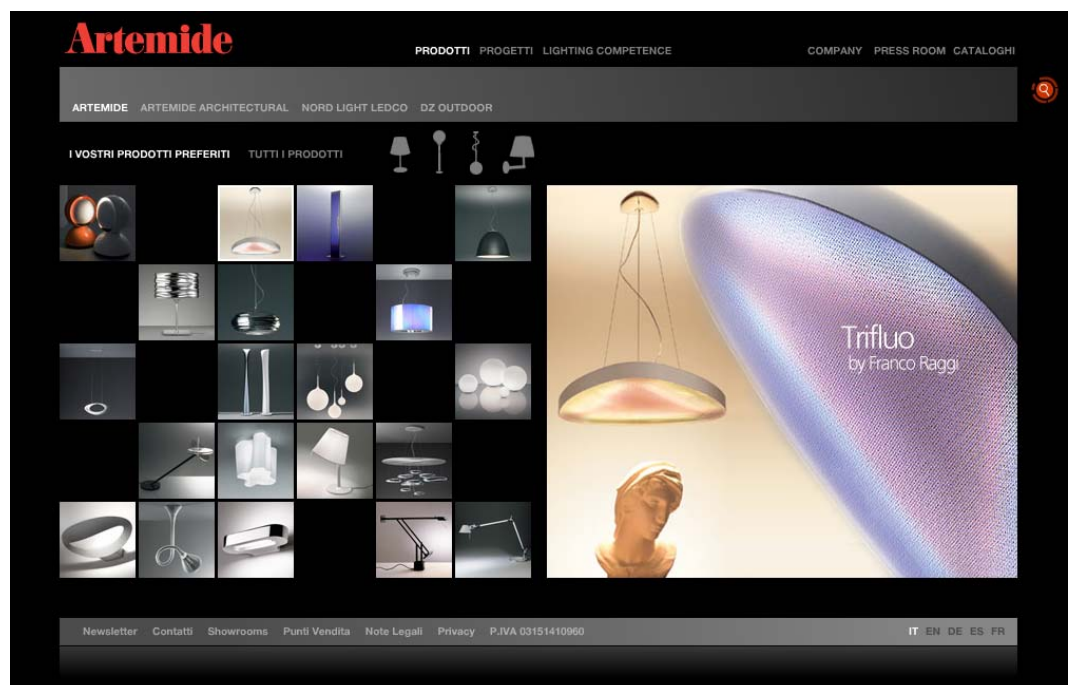 Artemide
PRODOTTI PROGETTI LIGHTING COMPETENCE COMPANY PRESS ROOM CATALOGHI
ARTEMIDE ARTEMIDE ARCHITECTURAL NORD LIGHT LEDCO DZ OUTDOOR
I VOSTRI PRODOTTI PREFERITI TUTTI I PRODOTTI
Trifluo
by Franco Raggi
Newsletter Contatti Showrooms Punti Vendita Note Legali Privacy P.IVA 03151410960 IT EN DE ES FR